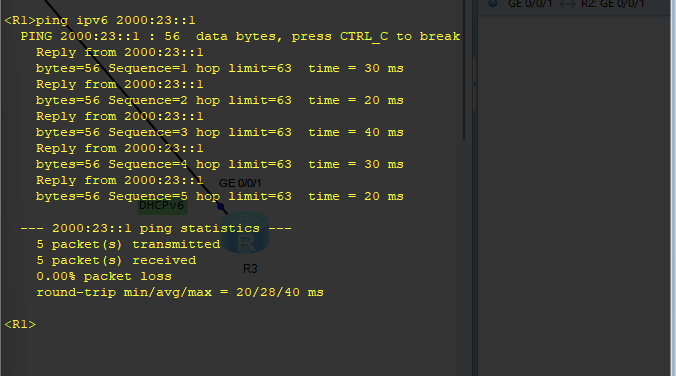 GE 0/0/1 R2: GE 0/0/1
<R1>ping ipv6 2000:23::1
PING 2000:23::1 : 56  data bytes, press CTRL_C to break
Reply from 2000:23::1
bytes=56 Sequence=1 hop limit=63  time = 30 ms
Reply from 2000:23::1
bytes=56 Sequence=2 hop limit=63  time = 20 ms
Reply from 2000:23::1
bytes=56 Sequence=3 hop limit=63  time = 40 ms
Reply from 2000:23::1
bytes=56 Sequence=4 hop limit=63  time = 30 ms
Reply from 2000:23::1
GE 0/0/1
bytes=56 Sequence=5 hop limit=63  time = 20 ms
DHCPv6
--- 2000:23::1 ping statistics ---
5 packet(s) transmitted
R
5 packet(s) received
R3
0.00% packet loss
round-trip min/avg/max = 20/28/40 ms
<R1>